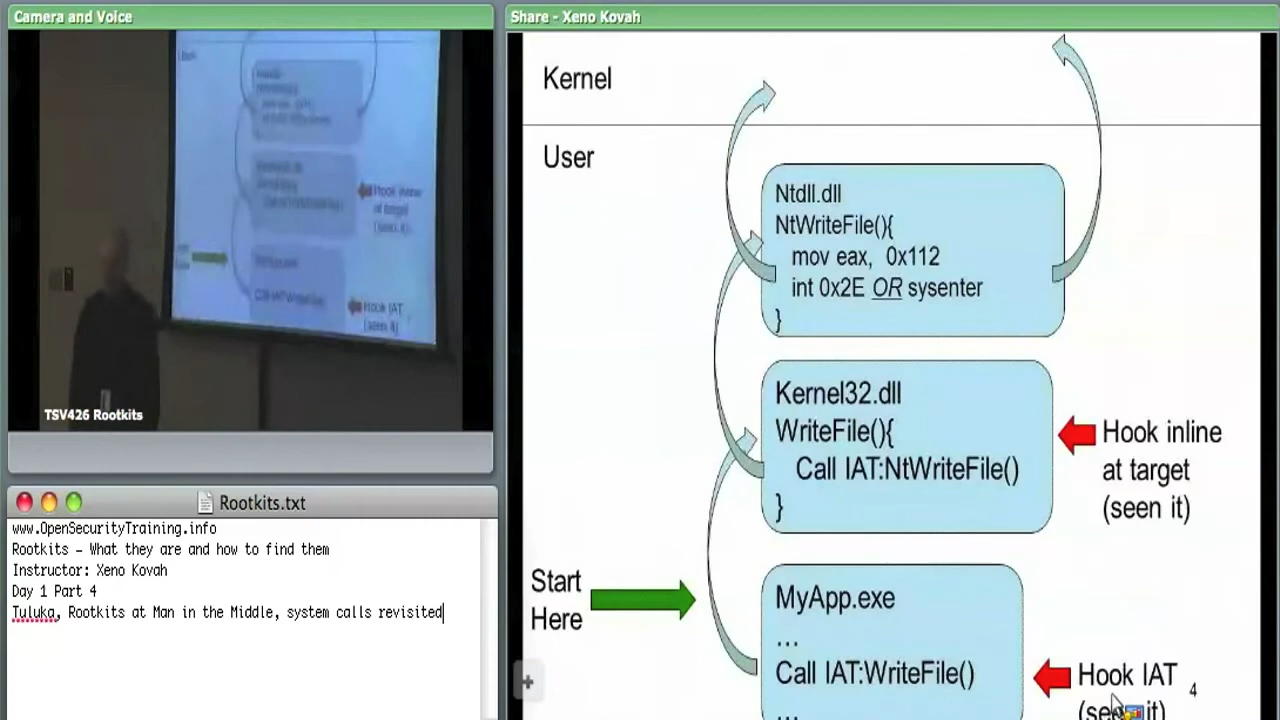 Camera and Voice
TSV426 Rootkits
Rootkits.txt
www.OpenSecurityTraining.info
Rootkits - What they are and how to find them
Instructor: Xeno Kovah
Day 1 Part 4
Tuluka, Rootkits at Man in the Middle, system calls revisited
Share - Xeno Kovah
Kernel
User
Ntdll.dll
NtWriteFile(){
mov eax, 0x112
int 0x2E OR sysenter
}
Kernel32.dll
WriteFile(){
Call IAT:NtWriteFile()
}
Hook inline
at target
(seen it)
Start
Here
MyApp.exe
...
Call IAT:WriteFile()
...
Hook IAT
4